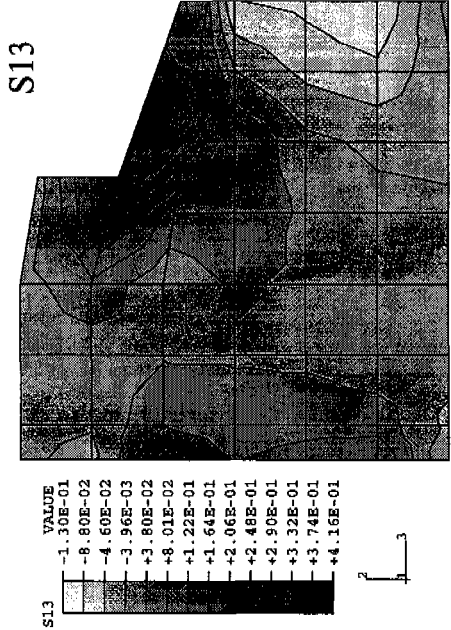 S13
S13
VALUE
-1.30E-01
-8.80E-02
-4.60E-02
-3.96E-03
+3.80E-02
+8.01E-02
+1.22E-01
+1.64E-01
+2.06E-01
+2.48E-01
+2.90E-01
+3.32E-01
+3.74E-01
+4.16E-01
2
1
3